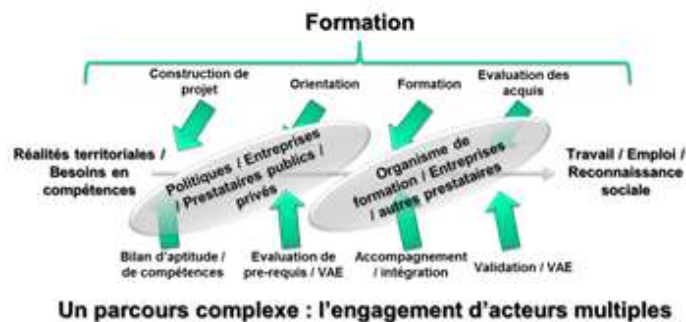 Formation
Construction de
projet
Orientation
Formation
Evaluation des
acquis
Réalités territoriales /
Besoins en
compétences
Politiques / Entreprises
/ Prestataires publics /
privés
Organisme de
formation / Entreprises
/ autres prestataires
Travail / Emploi /
Reconnaissance
sociale
Bilan d'aptitude /
de compétences
Evaluation de
pre-requis / VAE
Accompagnement
/ intégration
Validation / VAE
Un parcours complexe : l'engagement d'acteurs multiples